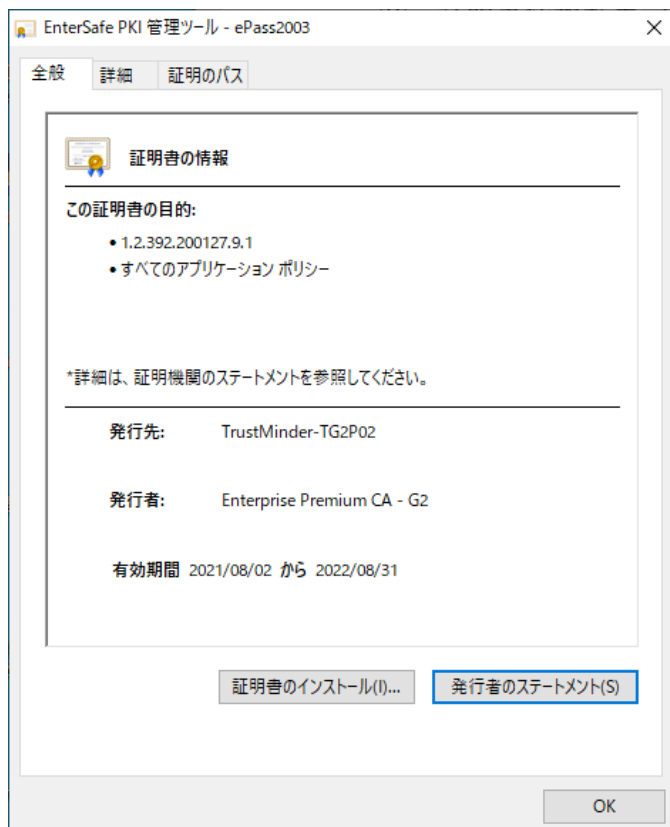 EnterSafe PKI 管理ツール - ePass2003
全般 詳細 証明のパス
証明書の情報
この証明書の目的:
• 1.2.392.200127.9.1
• すべてのアプリケーション ポリシー
*詳細は、証明機関のステートメントを参照してください。
発行先: TrustMinder-TG2P02
発行者: Enterprise Premium CA - G2
有効期間 2021/08/02 から 2022/08/31
証明書のインストール(I)... 発行者のステートメント(S)
OK